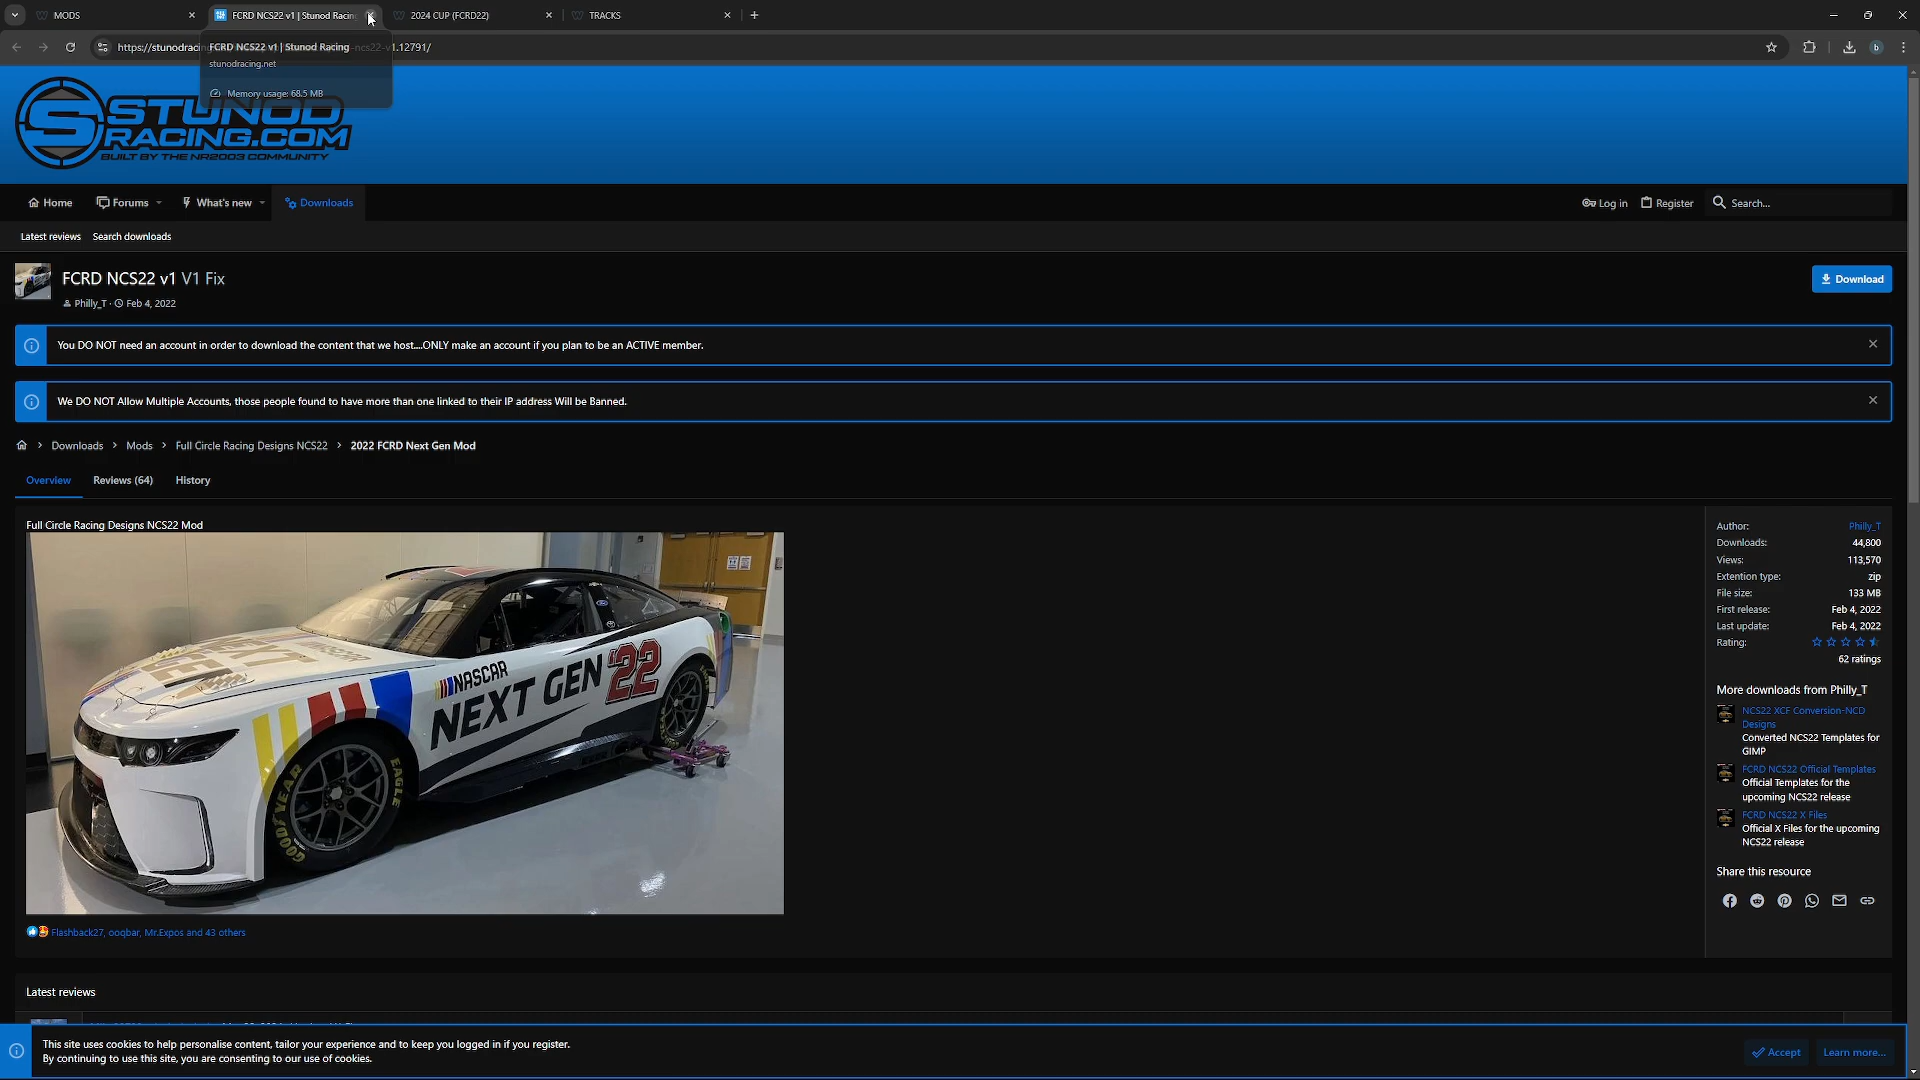 MODS
FCRD NCS22 v1 | Stunod Racing
2024 CUP (FCRD22)
TRACKS
https://stunodracing
-ncs22-v1.12791/
FCRD NCS22 v1 | Stunod Racing
stunodracing.net
Memory usage: 68.5 MB
STUNOD
RACING.COM
BUILT BY THE NR2003 COMMUNITY
Home
Forums
What's new
Downloads
Log in
Register
Search...
Latest reviews
Search downloads
FCRD NCS22 v1 V1 Fix
Philly_T · Feb 4, 2022
Download
You DO NOT need an account in order to download the content that we host....ONLY make an account if you plan to be an ACTIVE member.
We DO NOT Allow Multiple Accounts, those people found to have more than one linked to their IP address Will be Banned.
Downloads > Mods > Full Circle Racing Designs NCS22 > 2022 FCRD Next Gen Mod
Overview
Reviews (64)
History
Full Circle Racing Designs NCS22 Mod
NASCAR
NEXT GEN '22
GOODYEAR
EAGLE
Flashback27, ooqbar, Mr.Expos and 43 others
Author: Philly_T
Downloads: 44,800
Views: 113,570
Extention type: zip
File size: 133 MB
First release: Feb 4, 2022
Last update: Feb 4, 2022
Rating:
62 ratings
More downloads from Philly_T
NCS22 XCF Conversion-NCD
Designs
Converted NCS22 Templates for
GIMP
FCRD NCS22 Official Templates
Official Templates for the
upcoming NCS22 release
FCRD NCS22 X Files
Official X Files for the upcoming
NCS22 release
Share this resource
Latest reviews
This site uses cookies to help personalise content, tailor your experience and to keep you logged in if you register.
By continuing to use this site, you are consenting to our use of cookies.
Accept
Learn more...